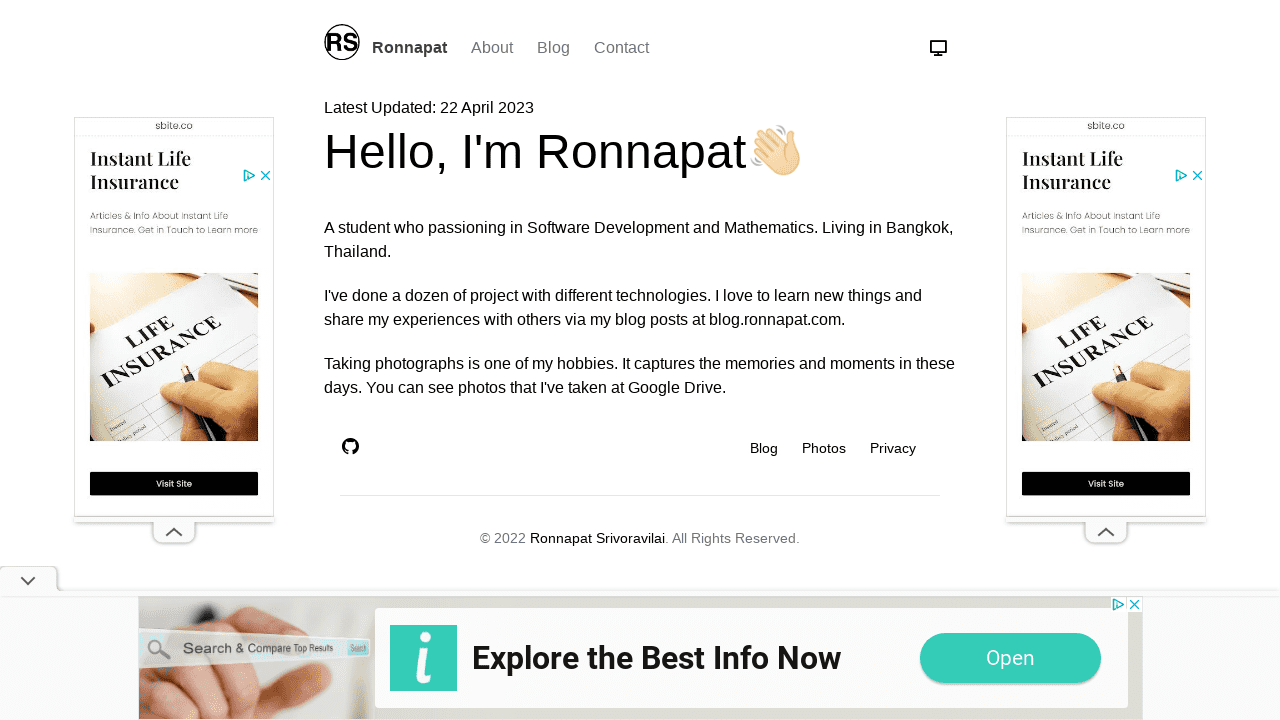 RS Ronnapat About Blog Contact
Latest Updated: 22 April 2023
Hello, I'm Ronnapat
A student who passioning in Software Development and Mathematics. Living in Bangkok,
Thailand.
I've done a dozen of project with different technologies. I love to learn new things and
share my experiences with others via my blog posts at blog.ronnapat.com.
Taking photographs is one of my hobbies. It captures the memories and moments in these
days. You can see photos that I've taken at Google Drive.
Blog Photos Privacy
© 2022 Ronnapat Srivoravilai. All Rights Reserved.
sbite.co
Instant Life
Insurance
Articles & Info About Instant Life
Insurance. Get in Touch to Learn more
LIFE
INSURANCE
Visit Site
sbite.co
Instant Life
Insurance
Articles & Info About Instant Life
Insurance. Get in Touch to Learn more
LIFE
INSURANCE
Visit Site
Search & Compare Top Results Search
i Explore the Best Info Now Open